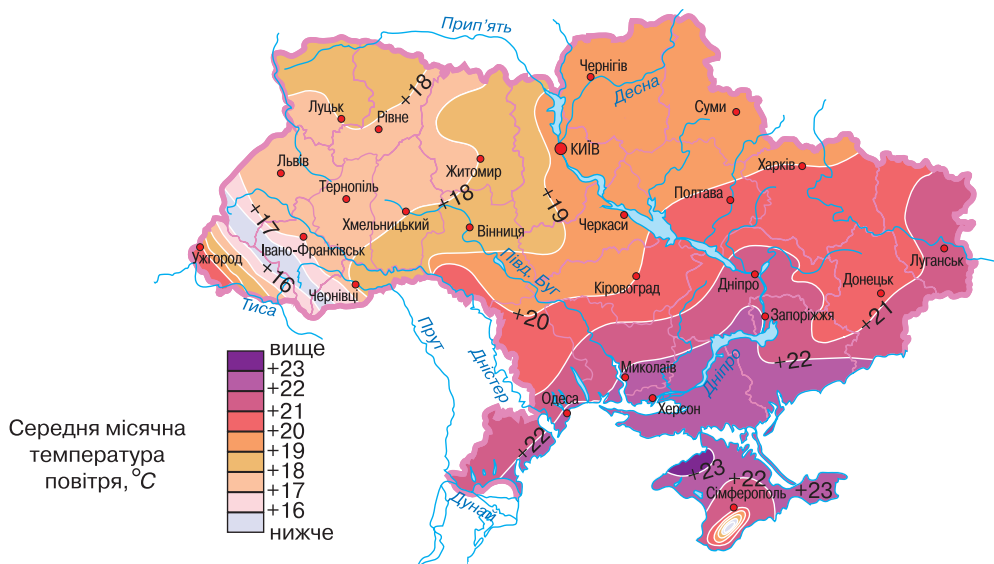 Прип’ять
Чернігів
Десна
+18
Луцьк
Рівне
Суми
КИЇВ
Львів
Житомир
Харків
Тернопіль
+18
Полтава
+17
Хмельницький
+19
Черкаси
Вінниця
Івано-Франківськ
Ужгород
Луганськ
+16
Півд. Буг
Дніпро
Донецьк
Чернівці
Кіровоград
Тиса
+20
Запоріжжя
+21
Прут
Дністер
+22
Миколаїв
Дніпро
Одеса
Херсон
+22
+23
+22
Сімферополь
+23
Дунай
вище
+23
+22
+21
+20
+19
+18
+17
+16
нижче
Середня місячна
температура
повітря, °C